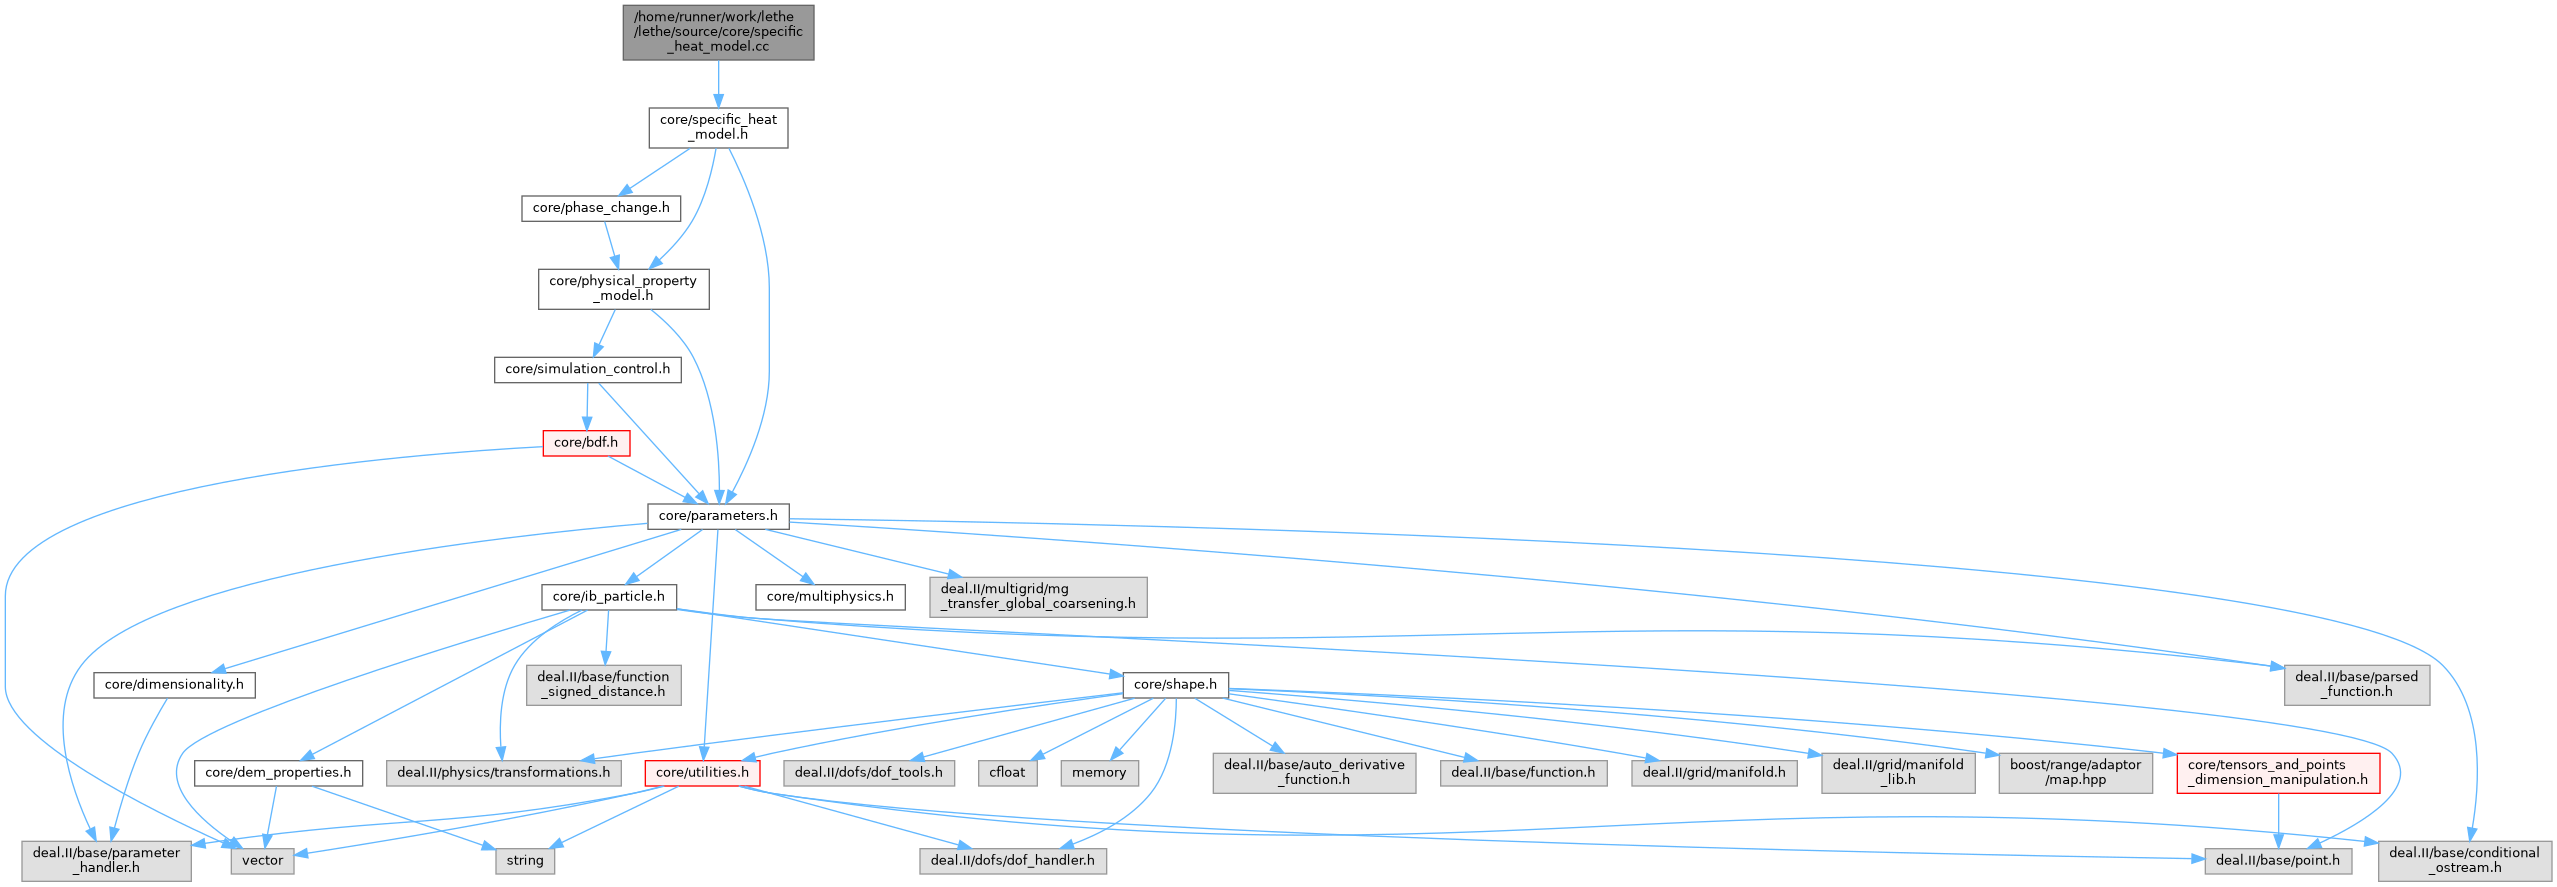 /home/runner/work/lethe
/lethe/source/core/specific
_heat_model.cc
core/specific_heat
_model.h
core/phase_change.h
core/physical_property
_model.h
core/simulation_control.h
core/bdf.h
core/parameters.h
core/ib_particle.h
core/multiphysics.h
deal.II/multigrid/mg
_transfer_global_coarsening.h
core/dimensionality.h
deal.II/base/function
_signed_distance.h
core/shape.h
deal.II/base/parsed
_function.h
core/dem_properties.h
deal.II/physics/transformations.h
core/utilities.h
deal.II/dofs/dof_tools.h
cfloat
memory
deal.II/base/auto_derivative
_function.h
deal.II/base/function.h
deal.II/grid/manifold.h
deal.II/grid/manifold
_lib.h
boost/range/adaptor
/map.hpp
core/tensors_and_points
_dimension_manipulation.h
deal.II/base/parameter
_handler.h
vector
string
deal.II/dofs/dof_handler.h
deal.II/base/point.h
deal.II/base/conditional
_ostream.h